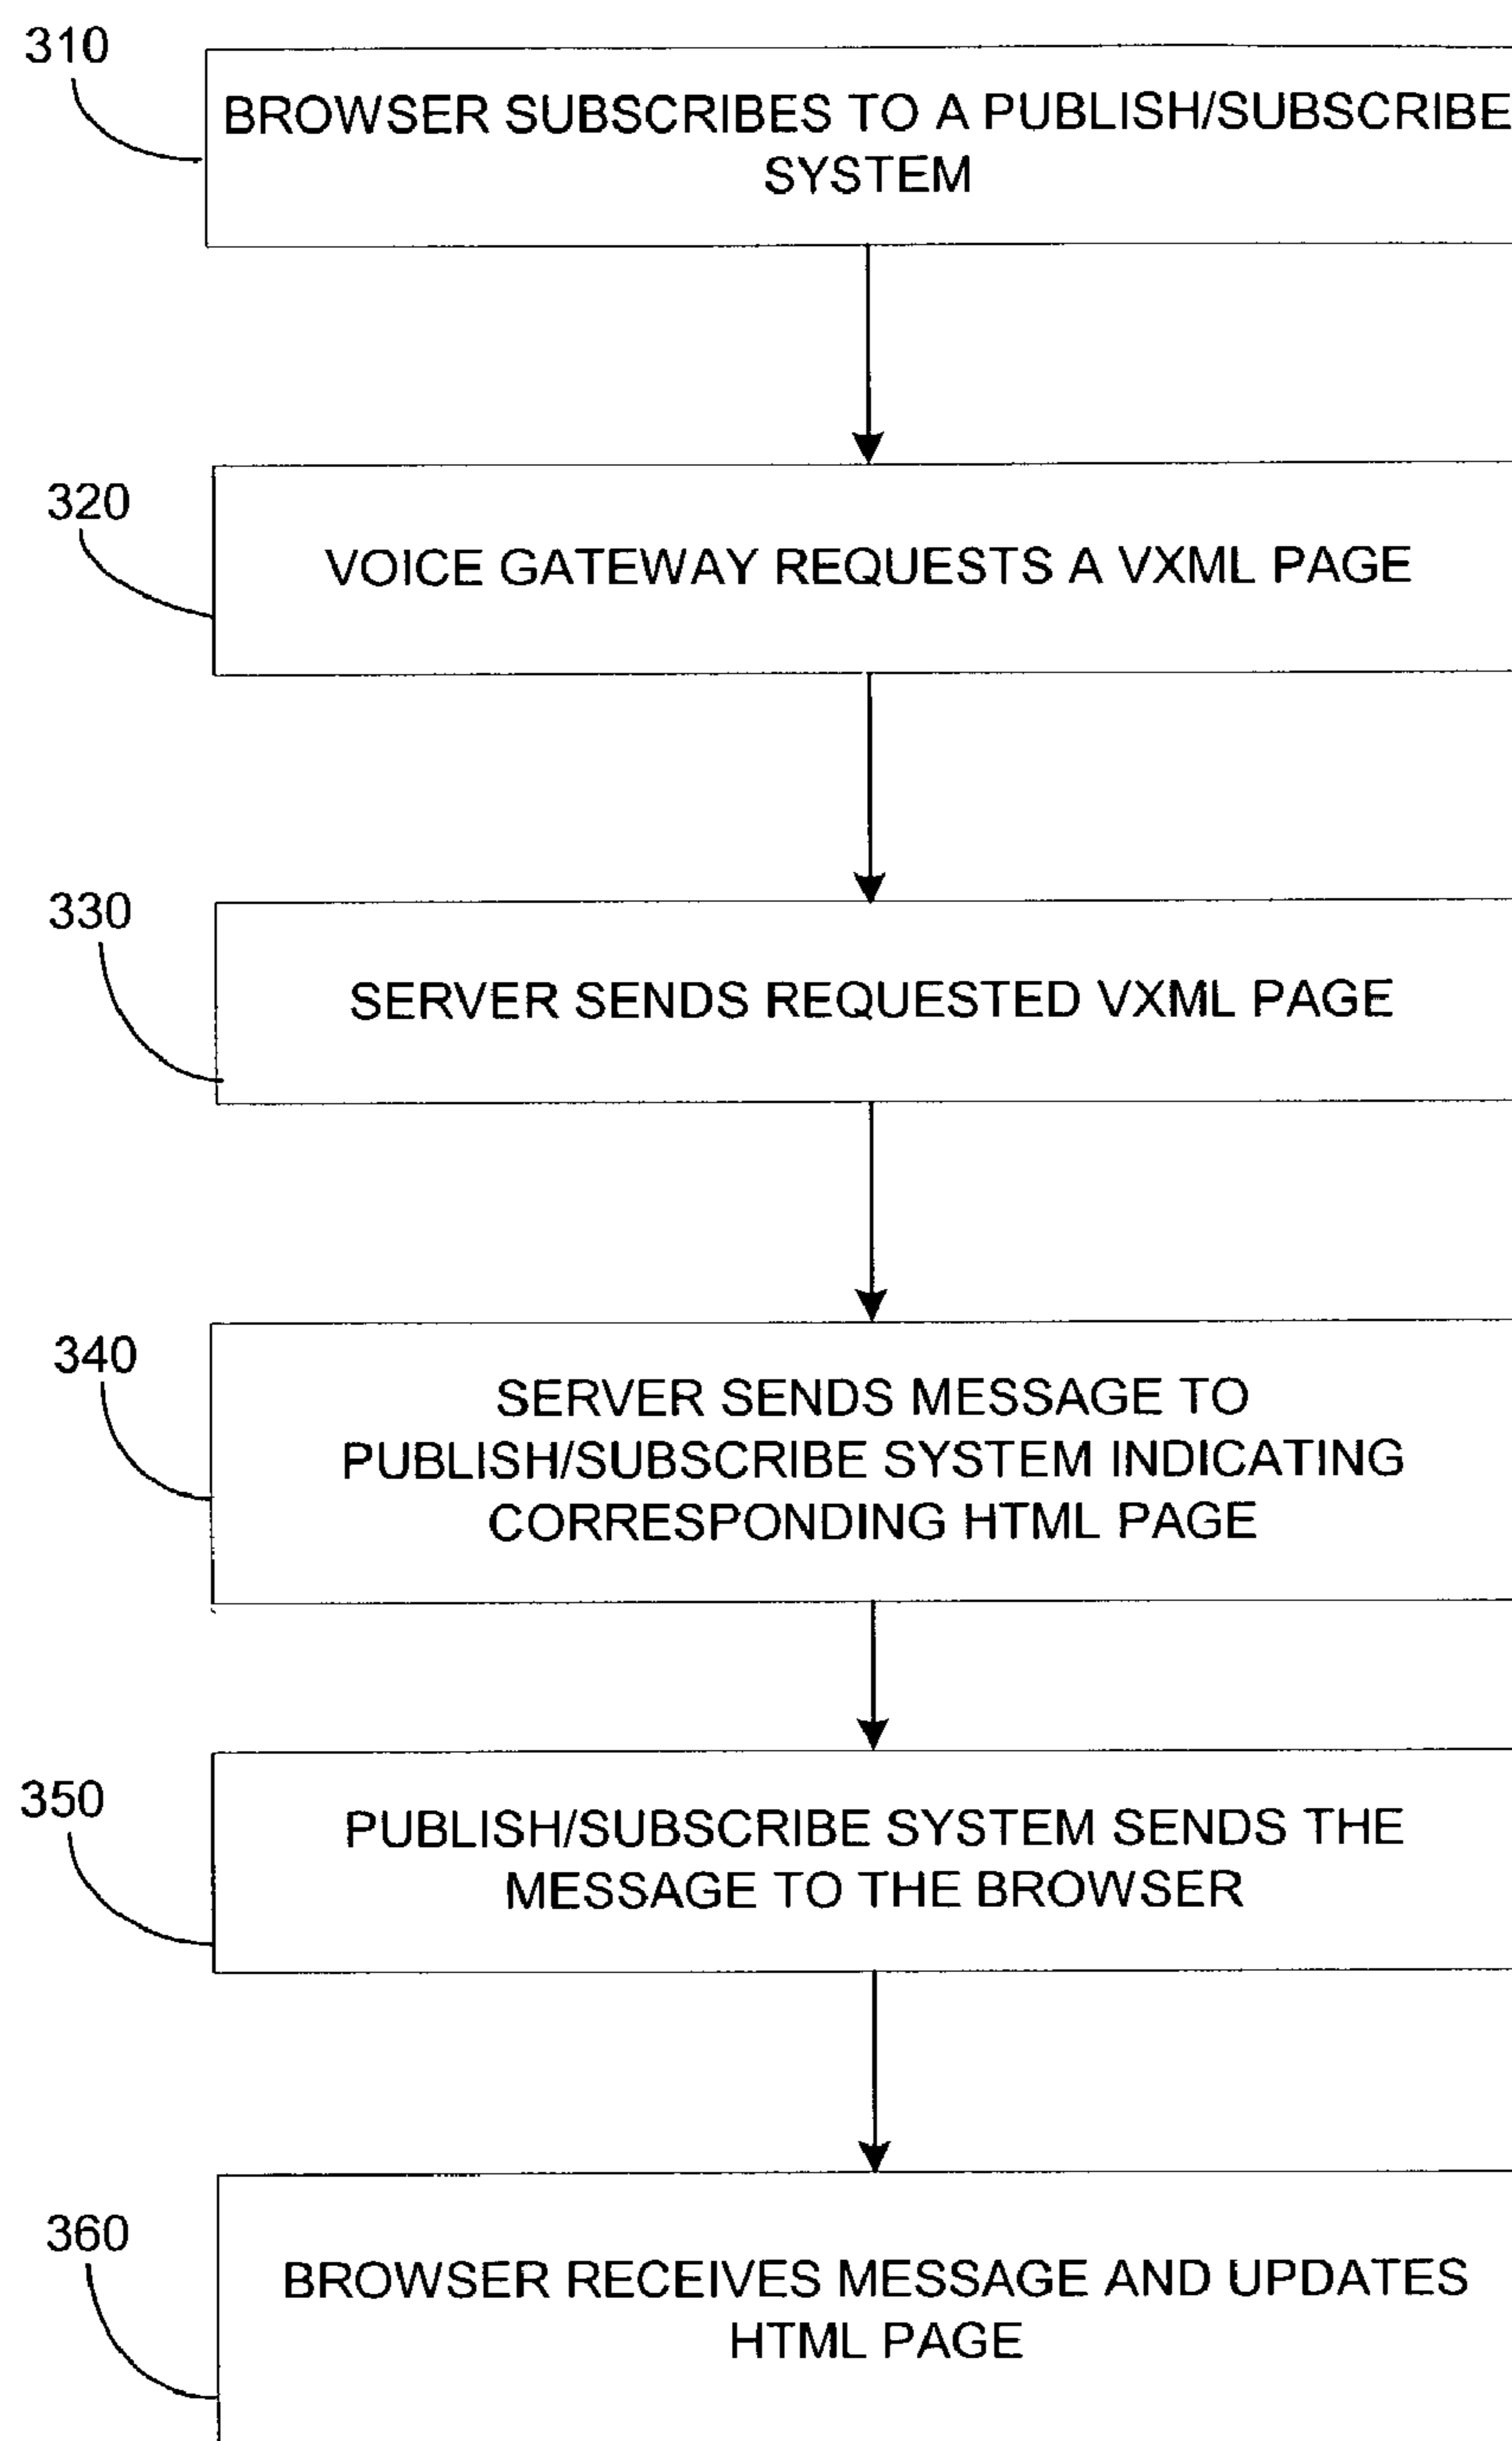 310
BROWSER SUBSCRIBES TO A PUBLISH/SUBSCRIBE
SYSTEM
320
VOICE GATEWAY REQUESTS A VXML PAGE
330
SERVER SENDS REQUESTED VXML PAGE
340
SERVER SENDS MESSAGE TO
PUBLISH/SUBSCRIBE SYSTEM INDICATING
CORRESPONDING HTML PAGE
350
PUBLISH/SUBSCRIBE SYSTEM SENDS THE
MESSAGE TO THE BROWSER
360
BROWSER RECEIVES MESSAGE AND UPDATES
HTML PAGE